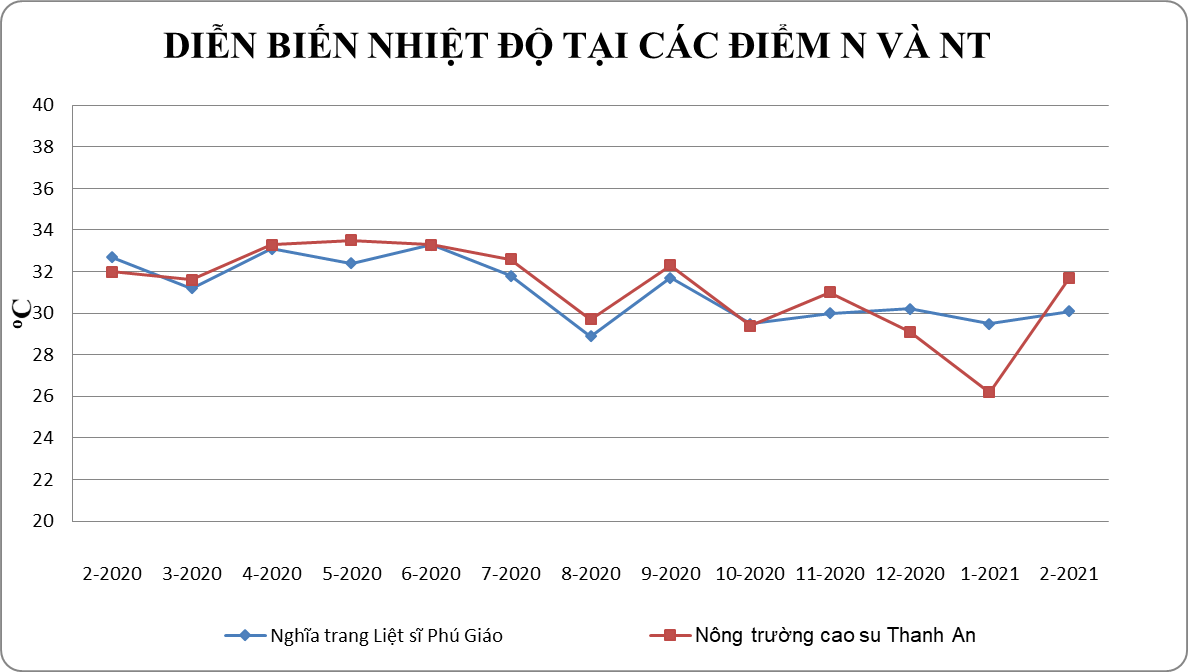 DIỄN BIẾN NHIỆT ĐỘ TẠI CÁC ĐIỂM N VÀ NT
40
38
36
34
32
30
28
26
24
22
20
ºC
2-2020 3-2020 4-2020 5-2020 6-2020 7-2020 8-2020 9-2020 10-2020 11-2020 12-2020 1-2021 2-2021
Nghĩa trang Liệt sĩ Phú Giáo Nông trường cao su Thanh An